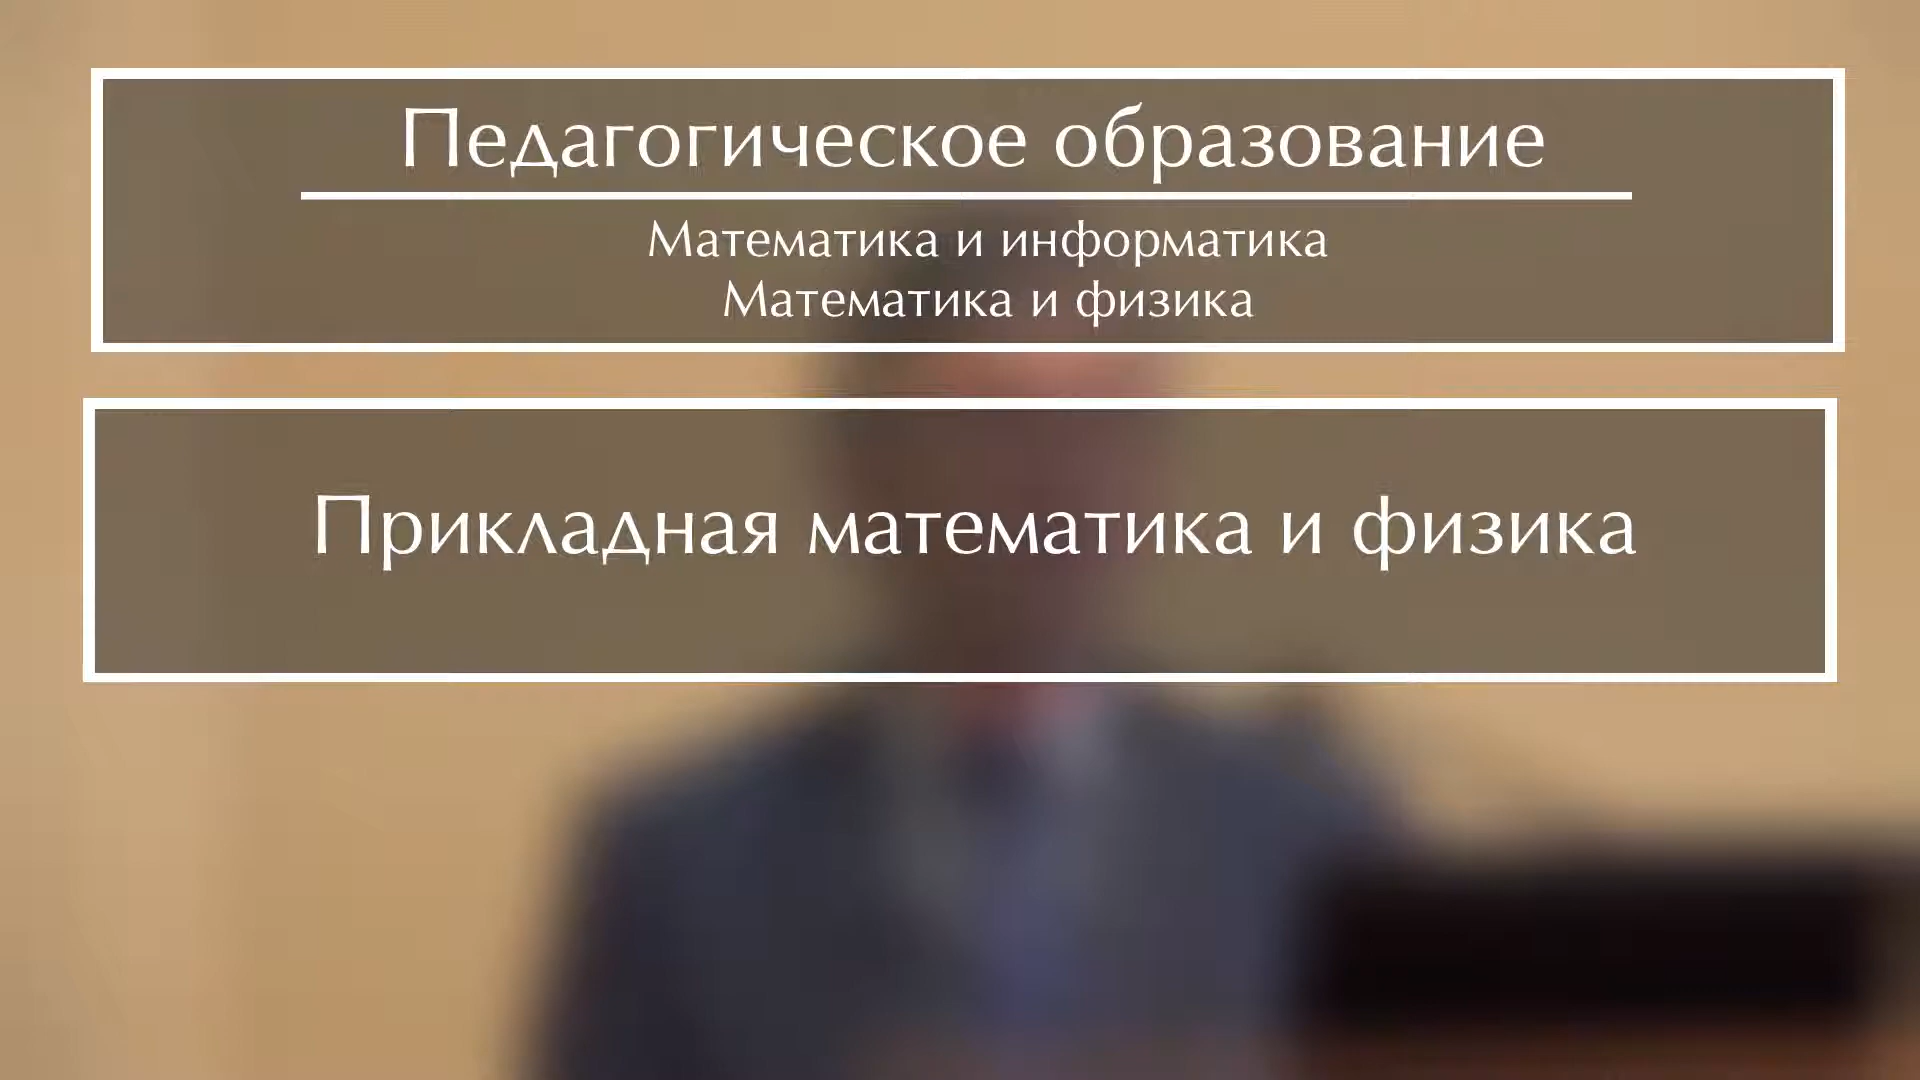 Педагогическое образование
Математика и информатика
Математика и физика
Прикладная математика и физика